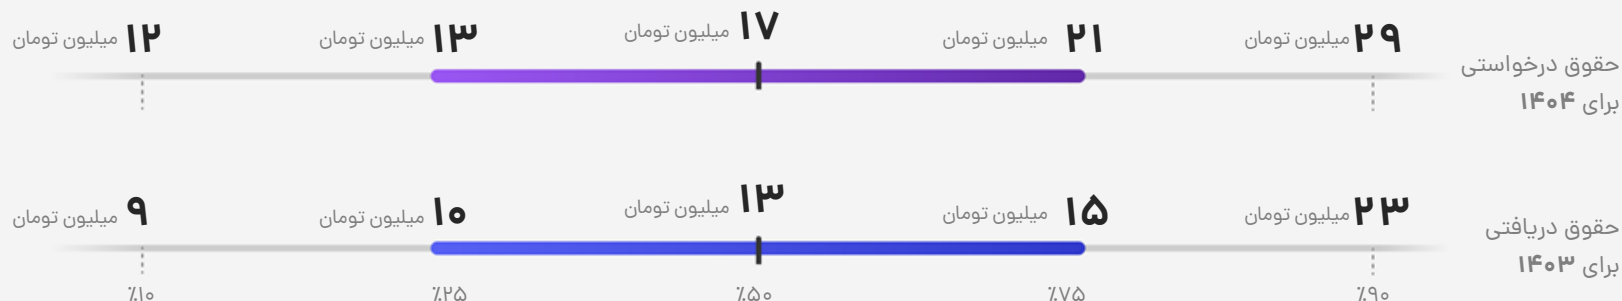 حقوق درخواستی
برای ۱۴۰۴
۲۹ میلیون تومان
۲۱ میلیون تومان
۱۷ میلیون تومان
۱۳ میلیون تومان
۱۲ میلیون تومان
حقوق دریافتی
برای ۱۴۰۳
۲۳ میلیون تومان
۱۵ میلیون تومان
۱۳ میلیون تومان
۱۰ میلیون تومان
۹ میلیون تومان
٪۹۰
٪۷۵
٪۵۰
٪۲۵
٪۱۰